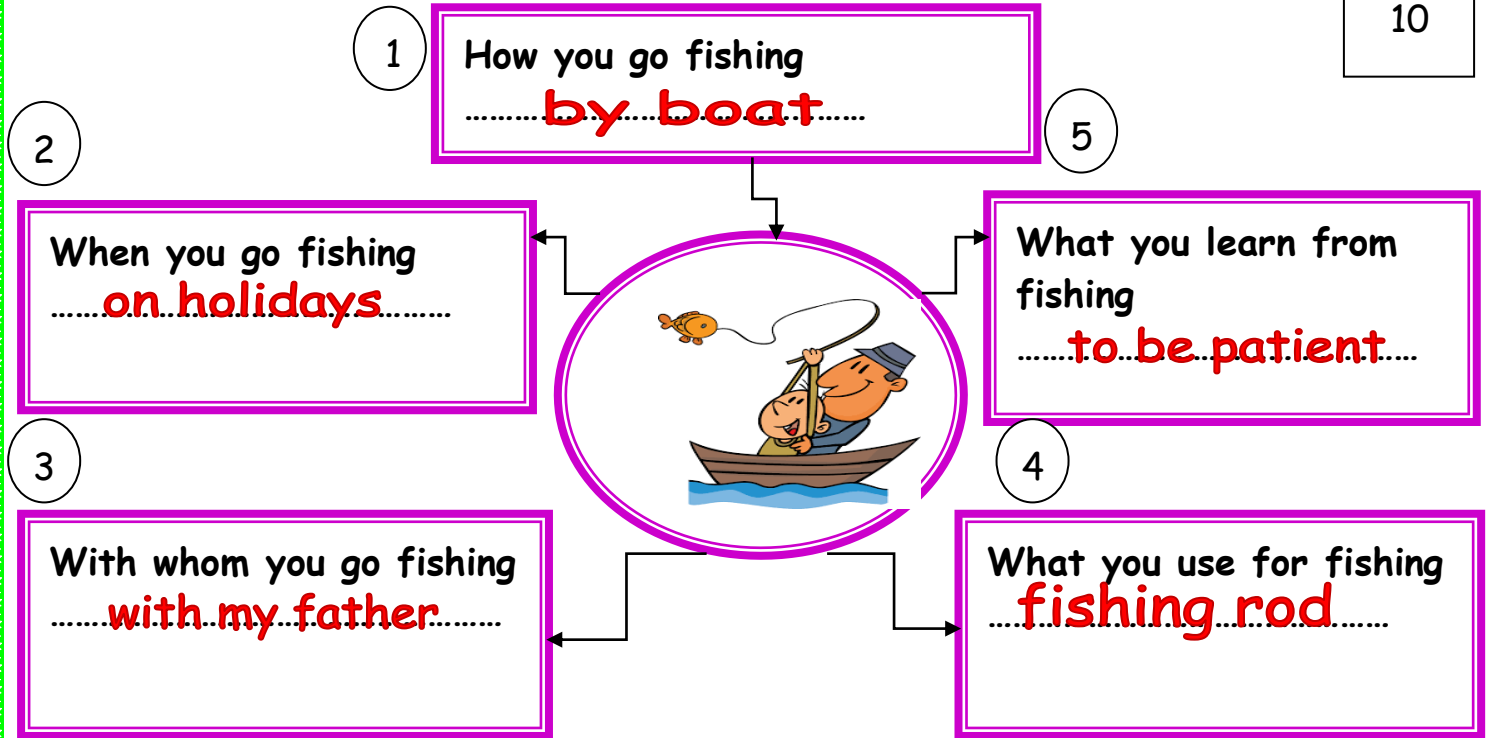 10
1
How you go fishing
by boat
2
When you go fishing
on holidays
3
With whom you go fishing
with my father
4
What you use for fishing
fishing rod
5
What you learn from
fishing
to be patient